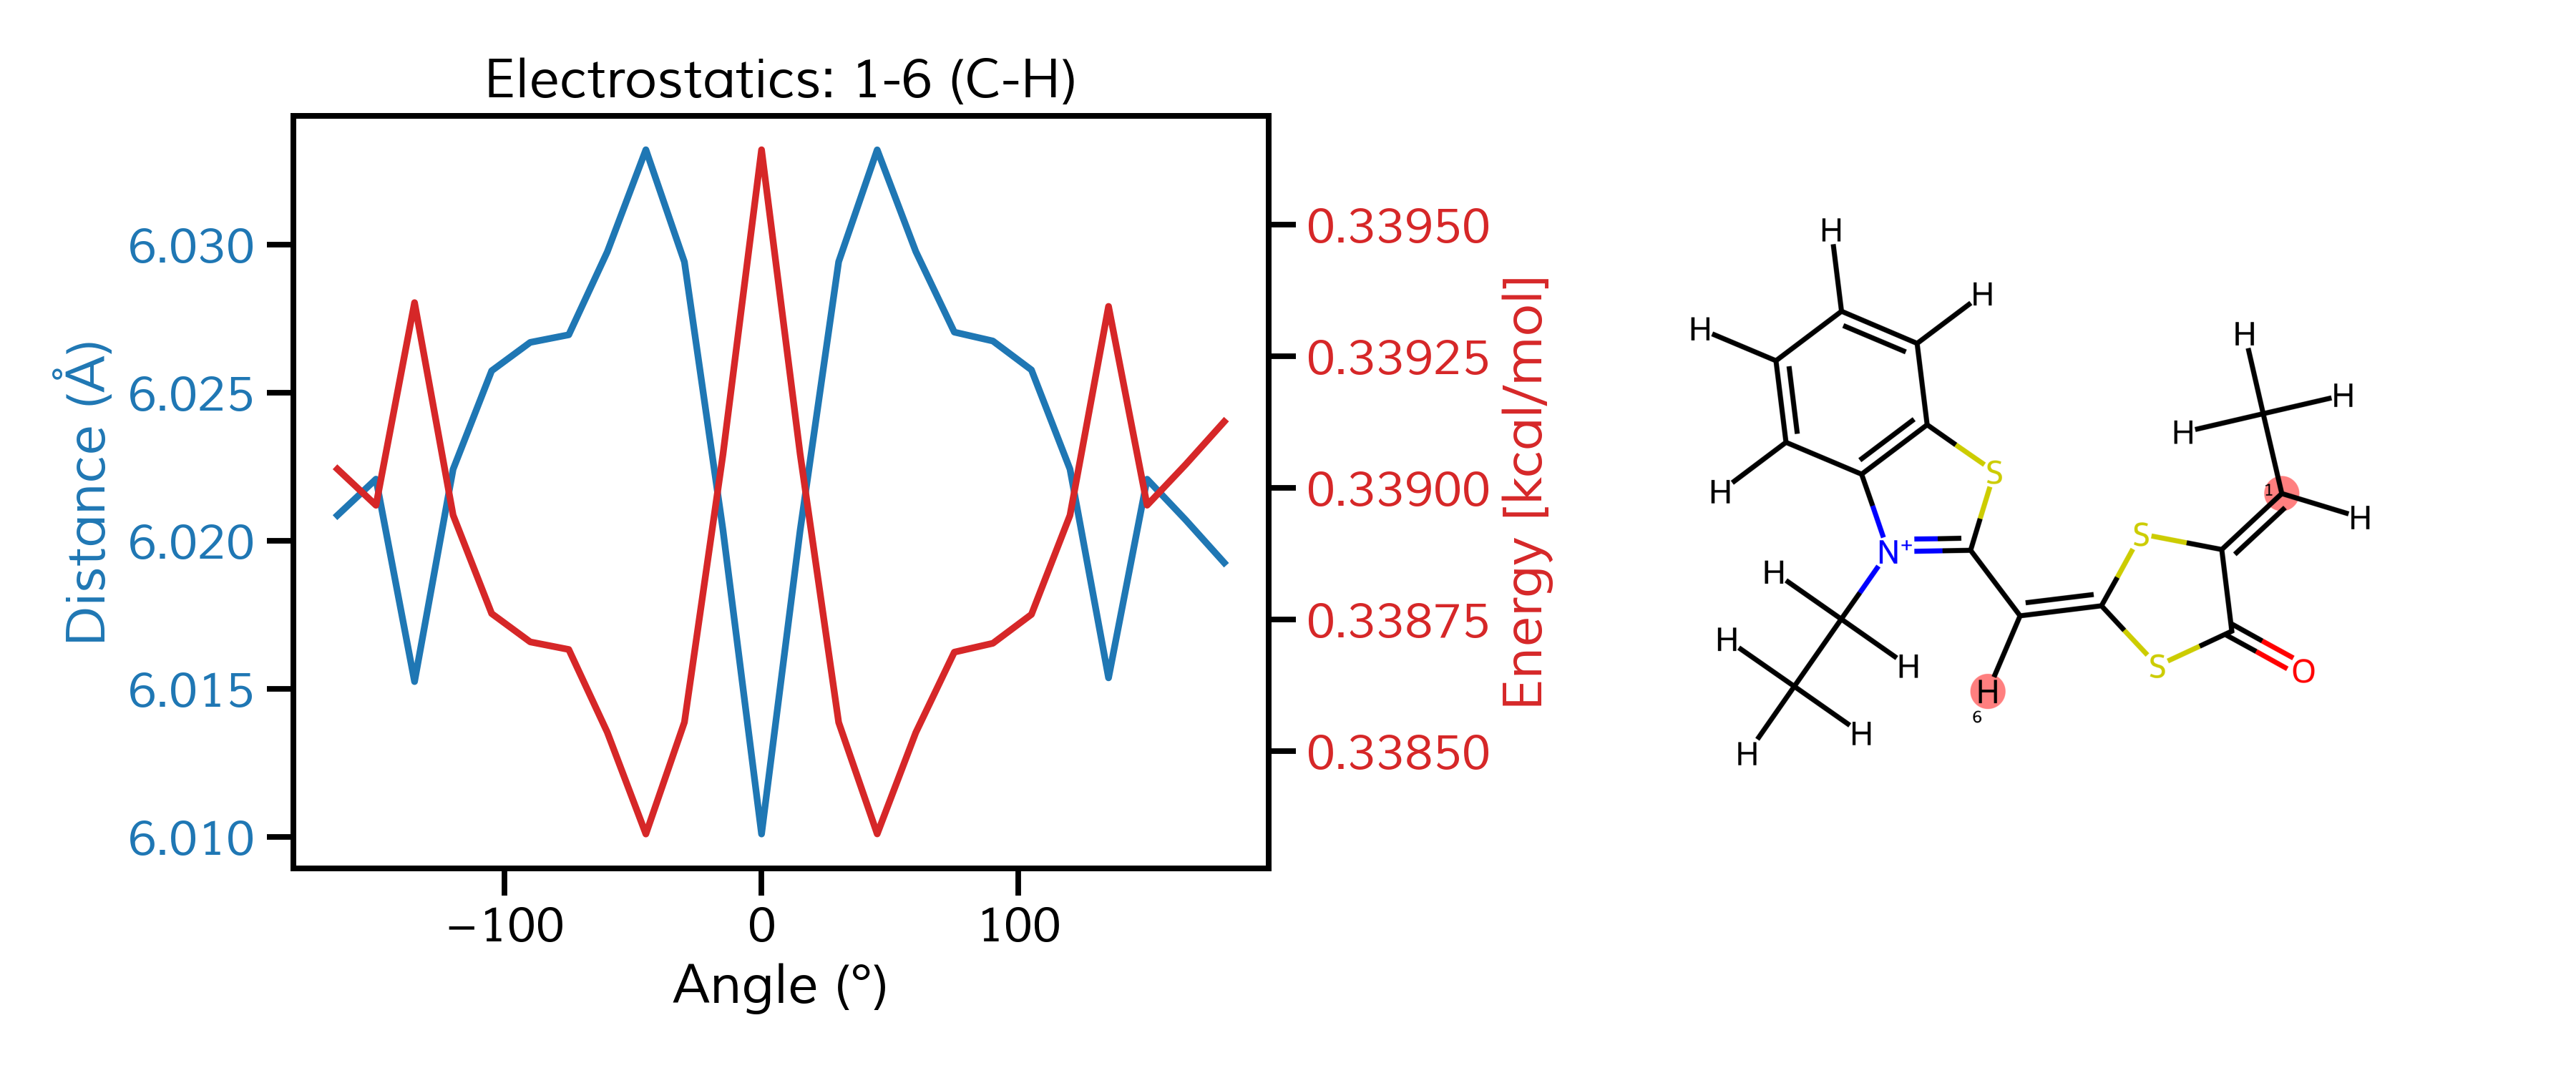 Electrostatics: 1-6 (C-H)
Distance (Å)
6.030
6.025
6.020
6.015
6.010
−100
0
100
Angle (°)
0.33950
0.33925
0.33900
0.33875
0.33850
Energy [kcal/mol]
H
H
H
H
H
H
H
S
1
H
S
N+
H
H
H
S
O
H
6
H
H